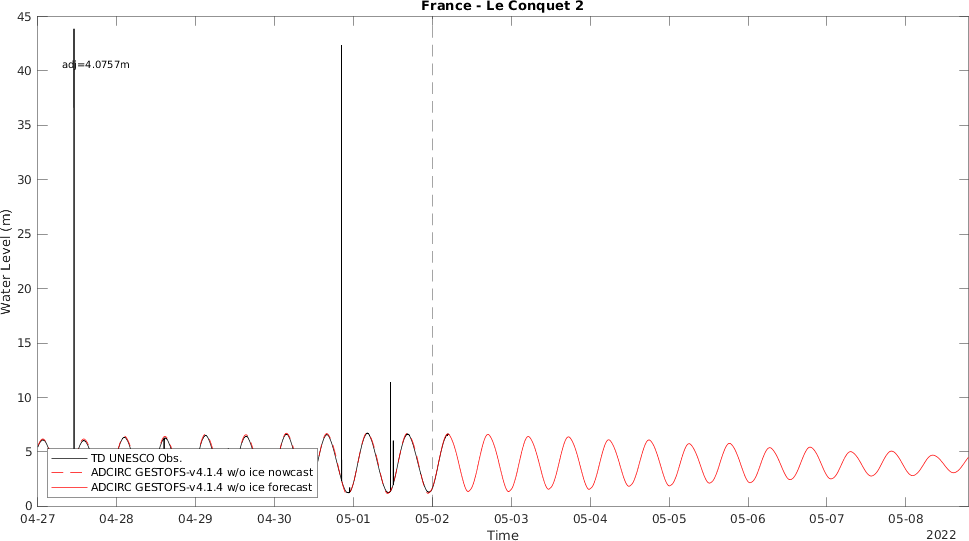 France - Le Conquet 2
45
40
35
30
25
20
15
10
5
0
Water Level (m)
adj=4.0757m
TD UNESCO Obs.
ADCIRC GESTOFS-v4.1.4 w/o ice nowcast
ADCIRC GESTOFS-v4.1.4 w/o ice forecast
04-27 04-28 04-29 04-30 05-01 05-02 05-03 05-04 05-05 05-06 05-07 05-08
Time
2022